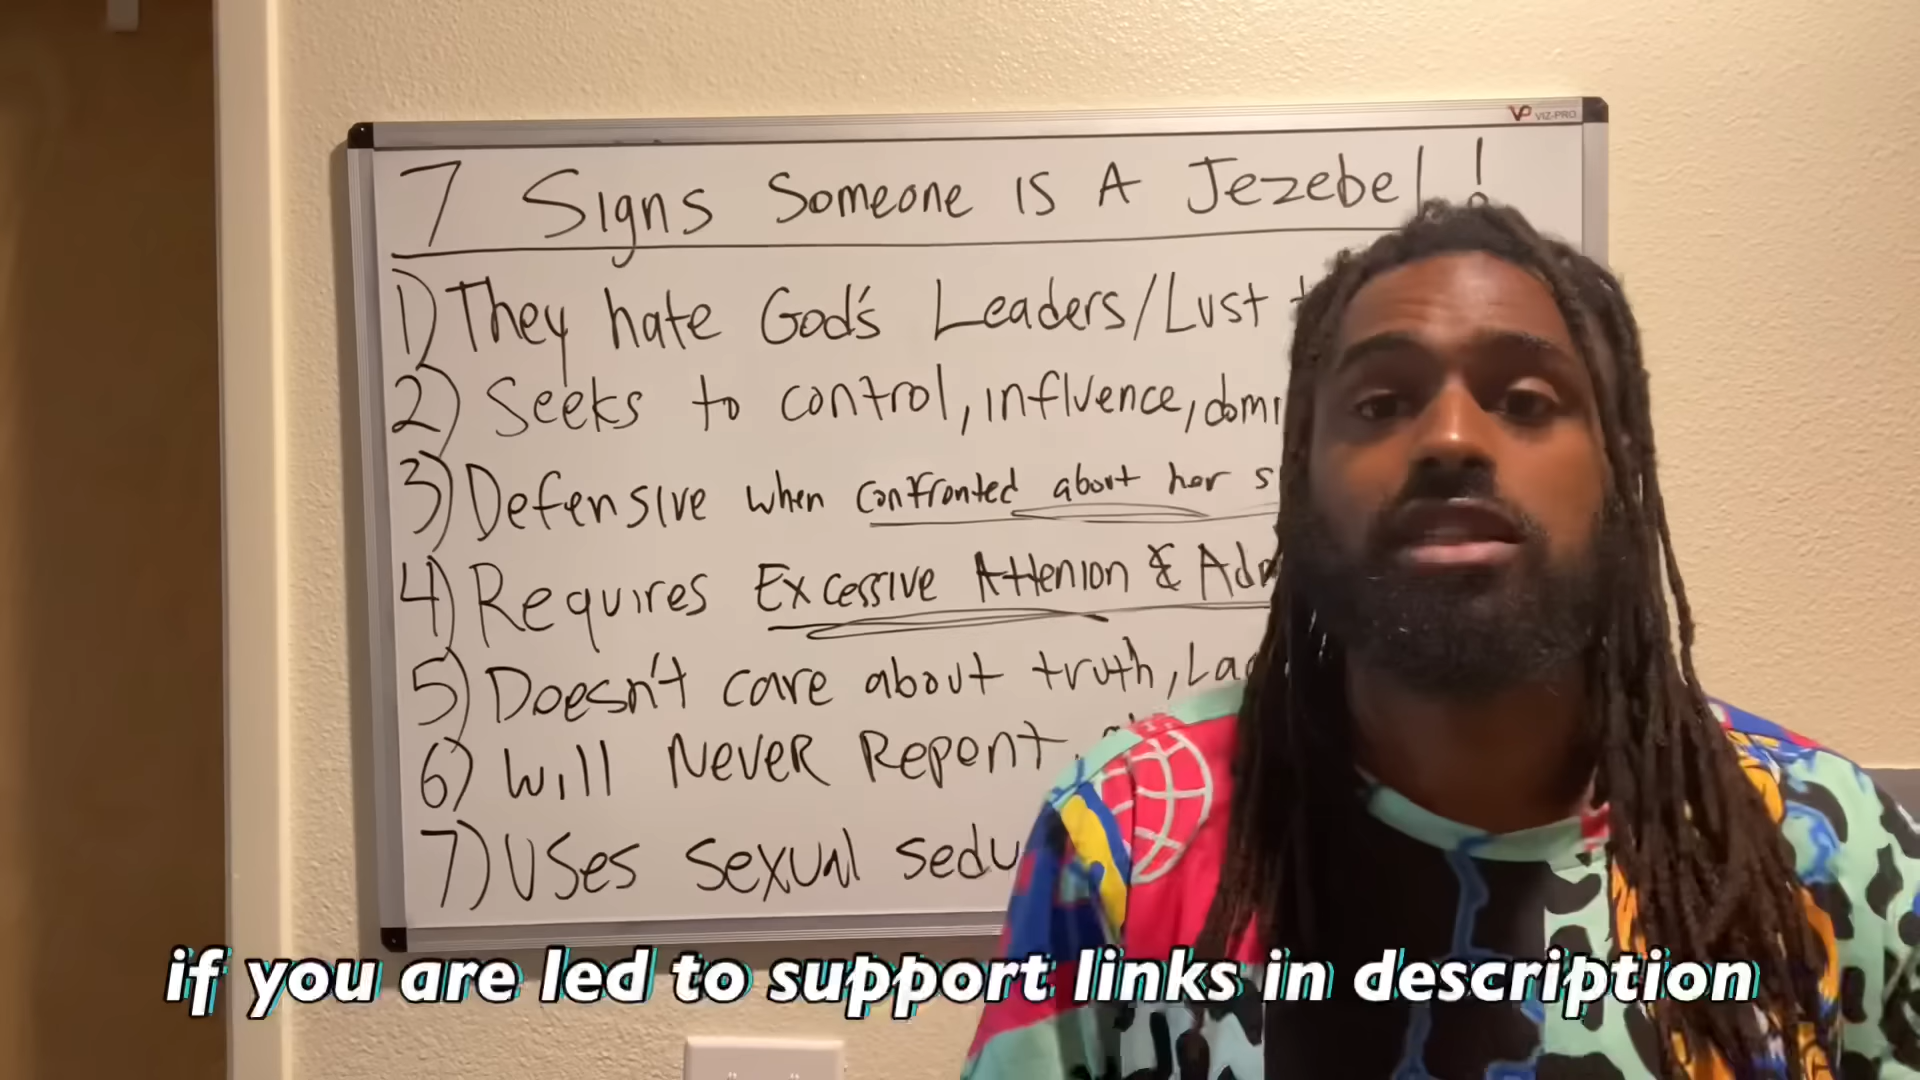 VP VIZ-PRO
7 Signs Someone IS A Jezebel!
1) They hate God's Leaders/Lust
2) Seeks to control, influence,
3) Defensive when confronted about her
4) Requires Excessive Attenion &
5) Doesn't care about truth,
6) Will Never Repent,
7) Uses sexual
if you are led to support links in description